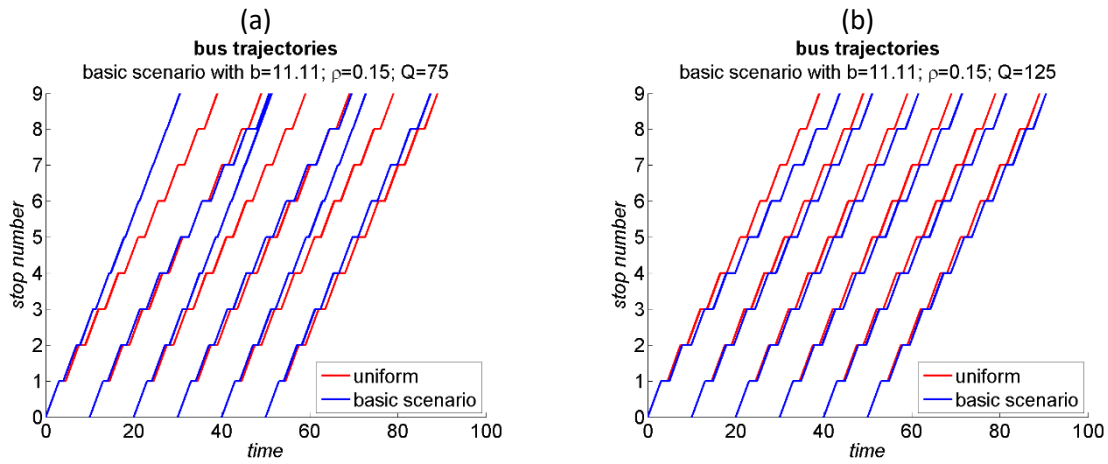 (a)
bus trajectories
basic scenario with b=11.11; ρ=0.15; Q=75
9
8
7
6
5
4
3
2
1
0
stop number
uniform
basic scenario
0 20 40 60 80 100
time
(b)
bus trajectories
basic scenario with b=11.11; ρ=0.15; Q=125
9
8
7
6
5
4
3
2
1
0
stop number
uniform
basic scenario
0 20 40 60 80 100
time